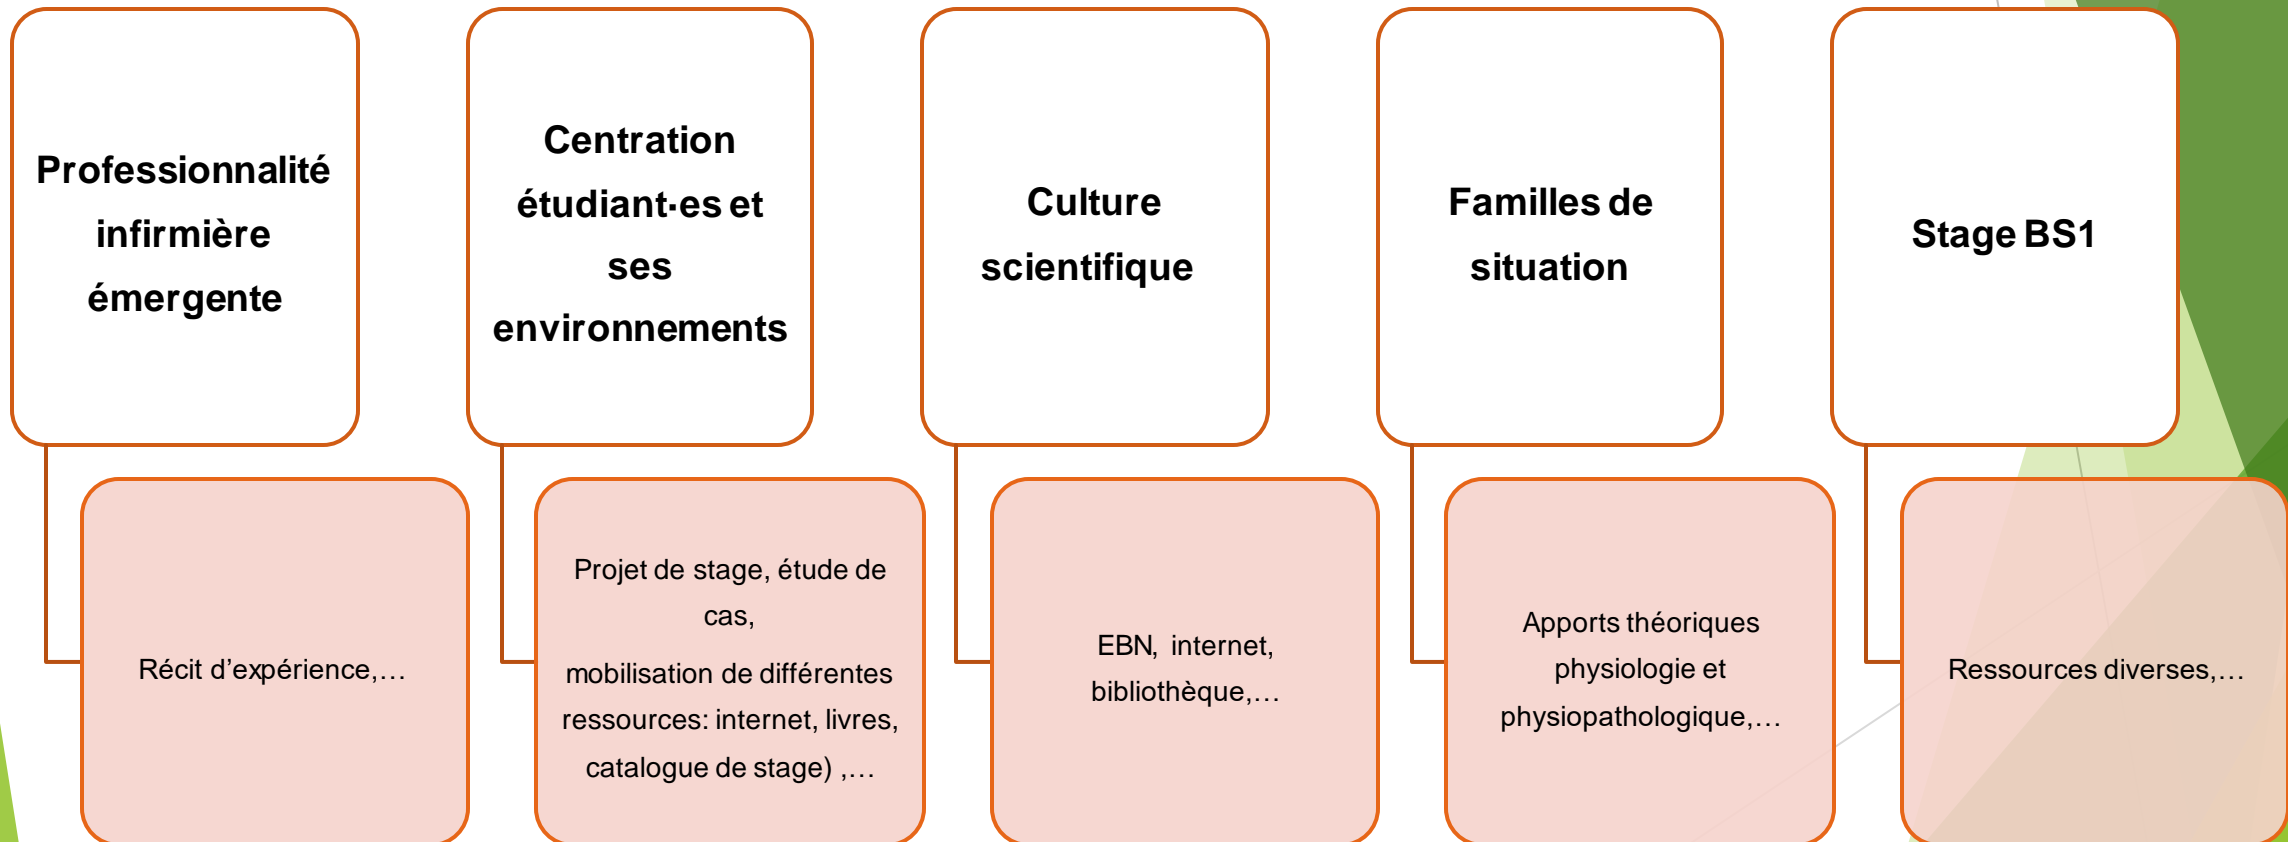 Professionnalité
infirmière
émergente
Récit d’expérience,…
Centration
étudiant·es et
ses
environnements
Projet de stage, étude de
cas,
mobilisation de différentes
ressources: internet, livres,
catalogue de stage) ,…
Culture
scientifique
EBN, internet,
bibliothèque,…
Familles de
situation
Apports théoriques
physiologie et
physiopathologique,…
Stage BS1
Ressources diverses,…